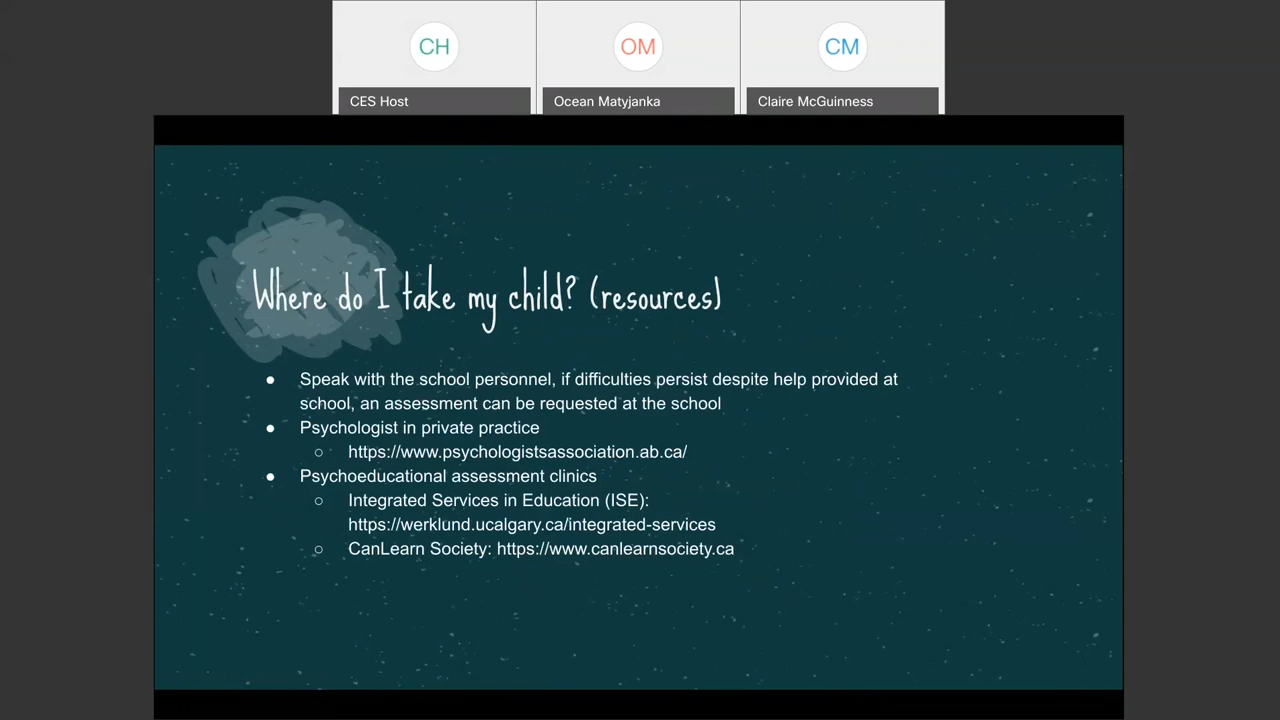 CH
OM
CM
CES Host
Ocean Matyjanka
Claire McGuinness
Where do I take my child? (resources)
● Speak with the school personnel, if difficulties persist despite help provided at
school, an assessment can be requested at the school
● Psychologist in private practice
○ https://www.psychologistsassociation.ab.ca/
● Psychoeducational assessment clinics
○ Integrated Services in Education (ISE):
https://werklund.ucalgary.ca/integrated-services
○ CanLearn Society: https://www.canlearnsociety.ca